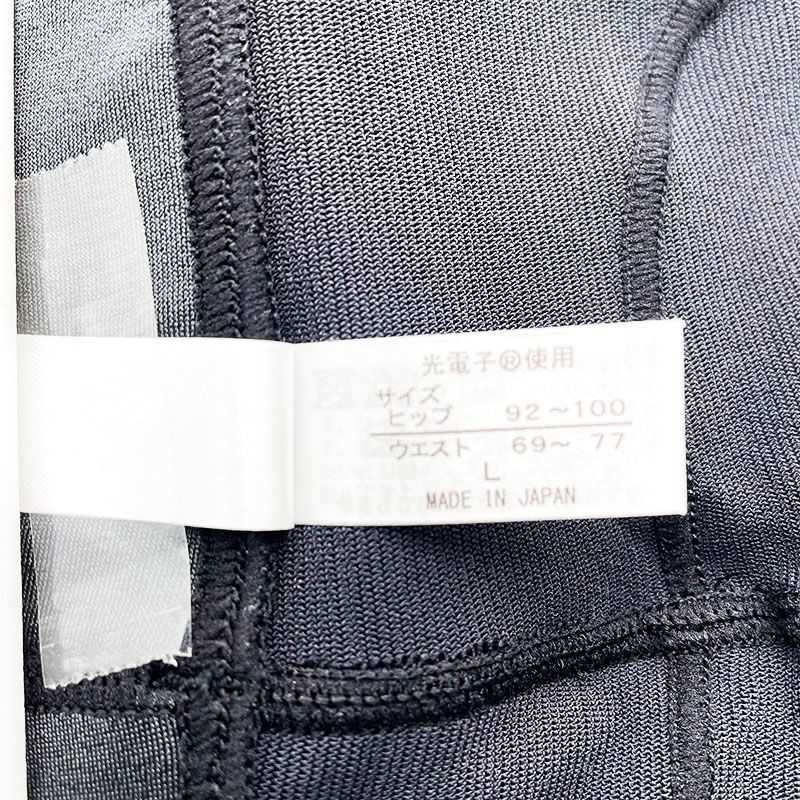 光電子®使用
サイズ
ヒップ 92～100
ウエスト 69～ 77
L
MADE IN JAPAN